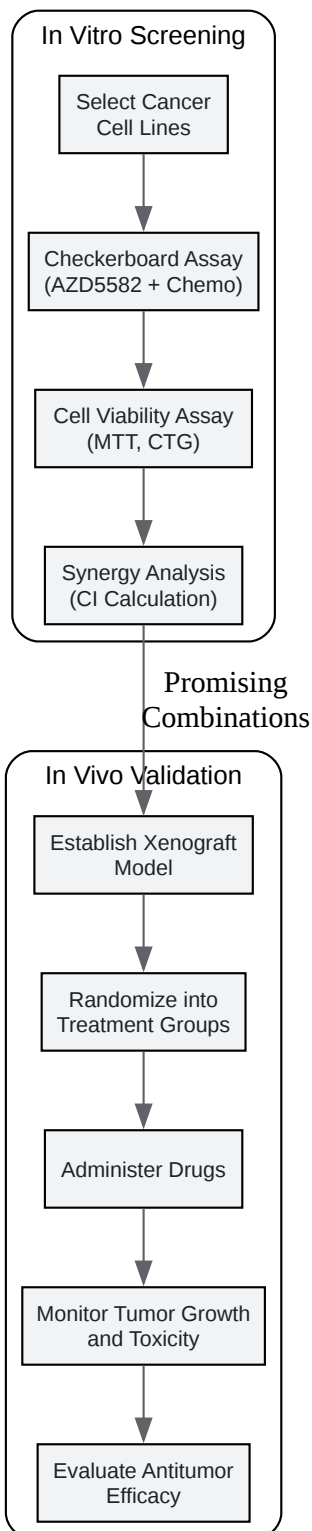 In Vitro Screening
Select Cancer
Cell Lines
Checkerboard Assay
(AZD5582 + Chemo)
Cell Viability Assay
(MTT, CTG)
Synergy Analysis
(CI Calculation)
Promising
Combinations
In Vivo Validation
Establish Xenograft
Model
Randomize into
Treatment Groups
Administer Drugs
Monitor Tumor Growth
and Toxicity
Evaluate Antitumor
Efficacy